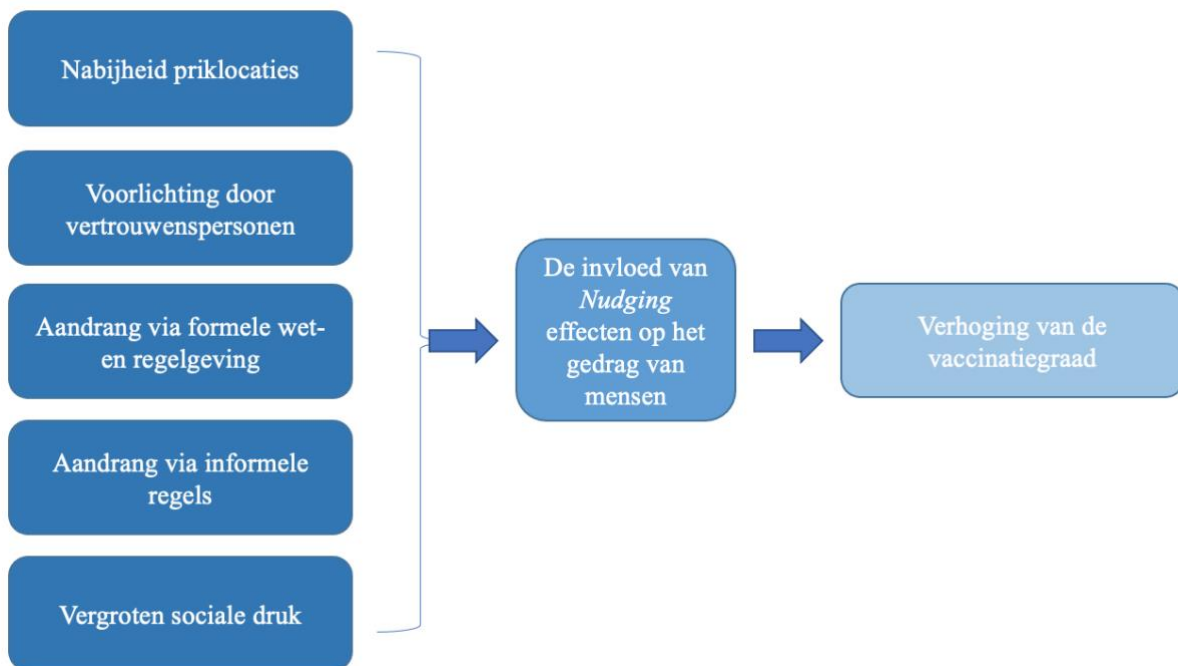 Nabijheid priklocaties
Voorlichting door
vertrouwenspersonen
Aandrang via formele wet-
en regelgeving
Aandrang via informele
regels
Vergroten sociale druk
De invloed van
Nudging
effecten op het
gedrag van
mensen
Verhoging van de
vaccinatiegraad